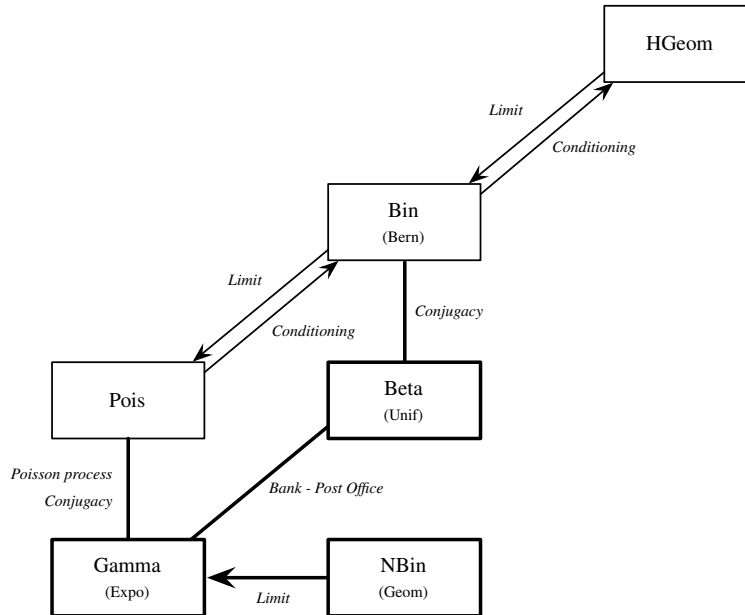 HGeom
Limit
Conditioning
Bin
(Bern)
Limit
Conditioning
Conjugacy
Pois
Beta
(Unif)
Poisson process
Conjugacy
Bank - Post Office
Gamma
(Expo)
Limit
NBin
(Geom)